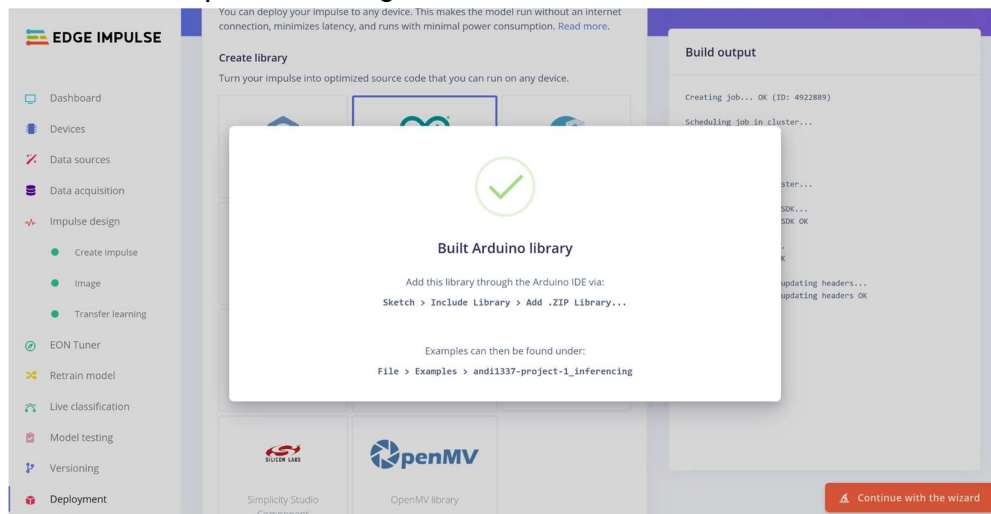 You can deploy your impulse to any device. This makes the model run without an internet
connection, minimizes latency, and runs with minimal power consumption. Read more.
EDGE IMPULSE
Create library
Turn your impulse into optimized source code that you can run on any device.
Dashboard
Devices
Data sources
Data acquisition
Impulse design
Create impulse
Image
Transfer learning
EON Tuner
Retrain model
Live classification
Model testing
Versioning
Deployment
Built Arduino library
Add this library through the Arduino IDE via:
Sketch > Include Library > Add .ZIP Library...
Examples can then be found under:
File > Examples > andi1337-project-1_inferencing
SILICON LABS
Simplicity Studio
Component
OpenMV
OpenMV library
Build output
Creating job... OK (ID: 4922889)
Scheduling job in cluster...
SDK...
SDK OK
updating headers...
updating headers OK
Continue with the wizard